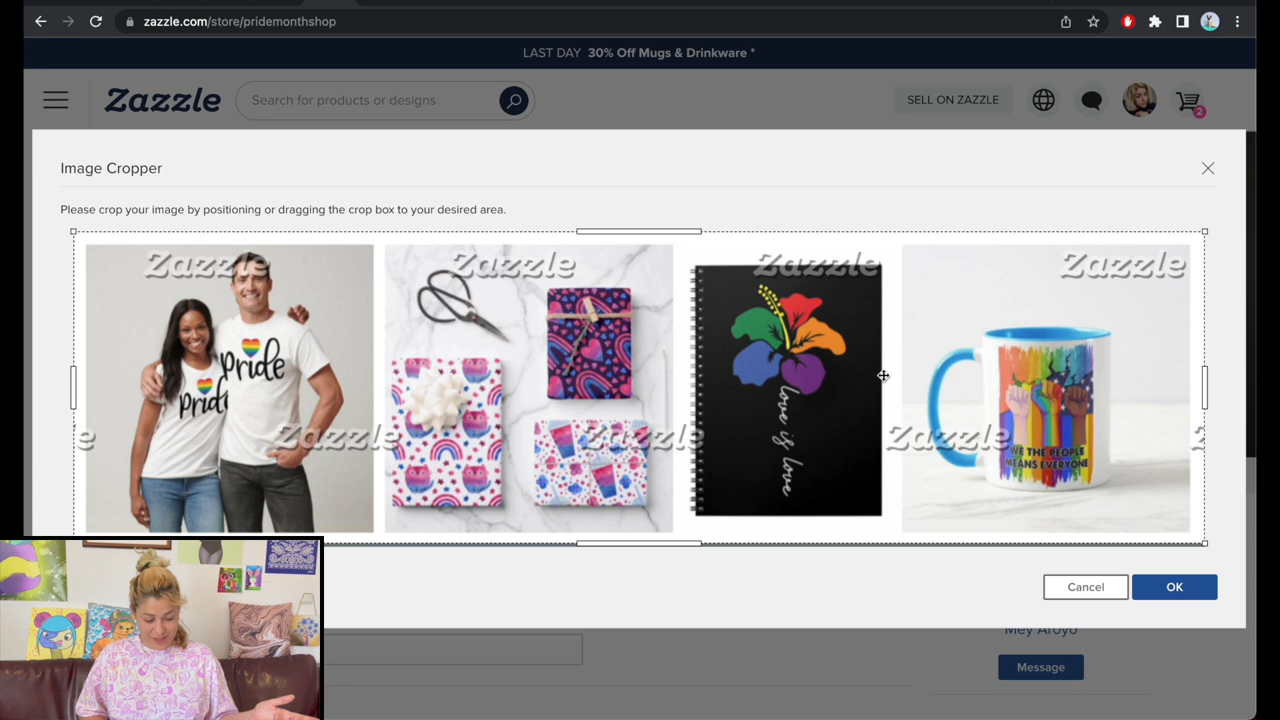 zazzle.com/store/pridemonthshop
LAST DAY 30% Off Mugs & Drinkware *
Zazzle
Search for products or designs
SELL ON ZAZZLE
2
Image Cropper
Please crop your image by positioning or dragging the crop box to your desired area.
Zazzle Zazzle Zazzle Zazzle
Pride
Pride
love is love
WE THE PEOPLE
MEANS EVERYONE
e Zazzle Zazzle Zazzle Z
Cancel
OK
Mey Aroyo
Message